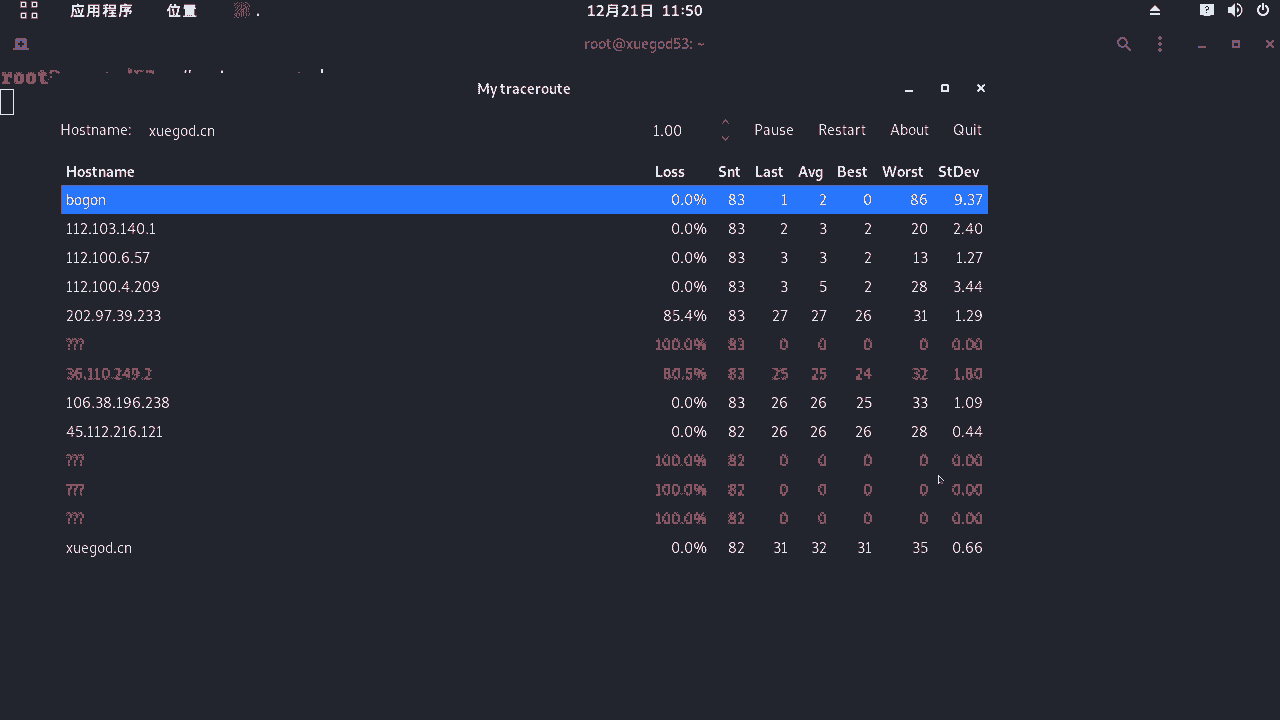 应用程序 位置 12月21日 11:50
root@xuegod53: ~
root
My traceroute
Hostname: xuegod.cn 1.00 Pause Restart About Quit
Hostname Loss Snt Last Avg Best Worst StDev
bogon 0.0% 83 1 2 0 86 9.37
112.103.140.1 0.0% 83 2 3 2 20 2.40
112.100.6.57 0.0% 83 3 3 2 13 1.27
112.100.4.209 0.0% 83 3 5 2 28 3.44
202.97.39.233 85.4% 83 27 27 26 31 1.29
??? 100.0% 83 0 0 0 0 0.00
36.110.249.2 80.5% 83 25 25 24 32 1.80
106.38.196.238 0.0% 83 26 26 25 33 1.09
45.112.216.121 0.0% 82 26 26 26 28 0.44
??? 100.0% 82 0 0 0 0 0.00
??? 100.0% 82 0 0 0 0 0.00
??? 100.0% 82 0 0 0 0 0.00
xuegod.cn 0.0% 82 31 32 31 35 0.66